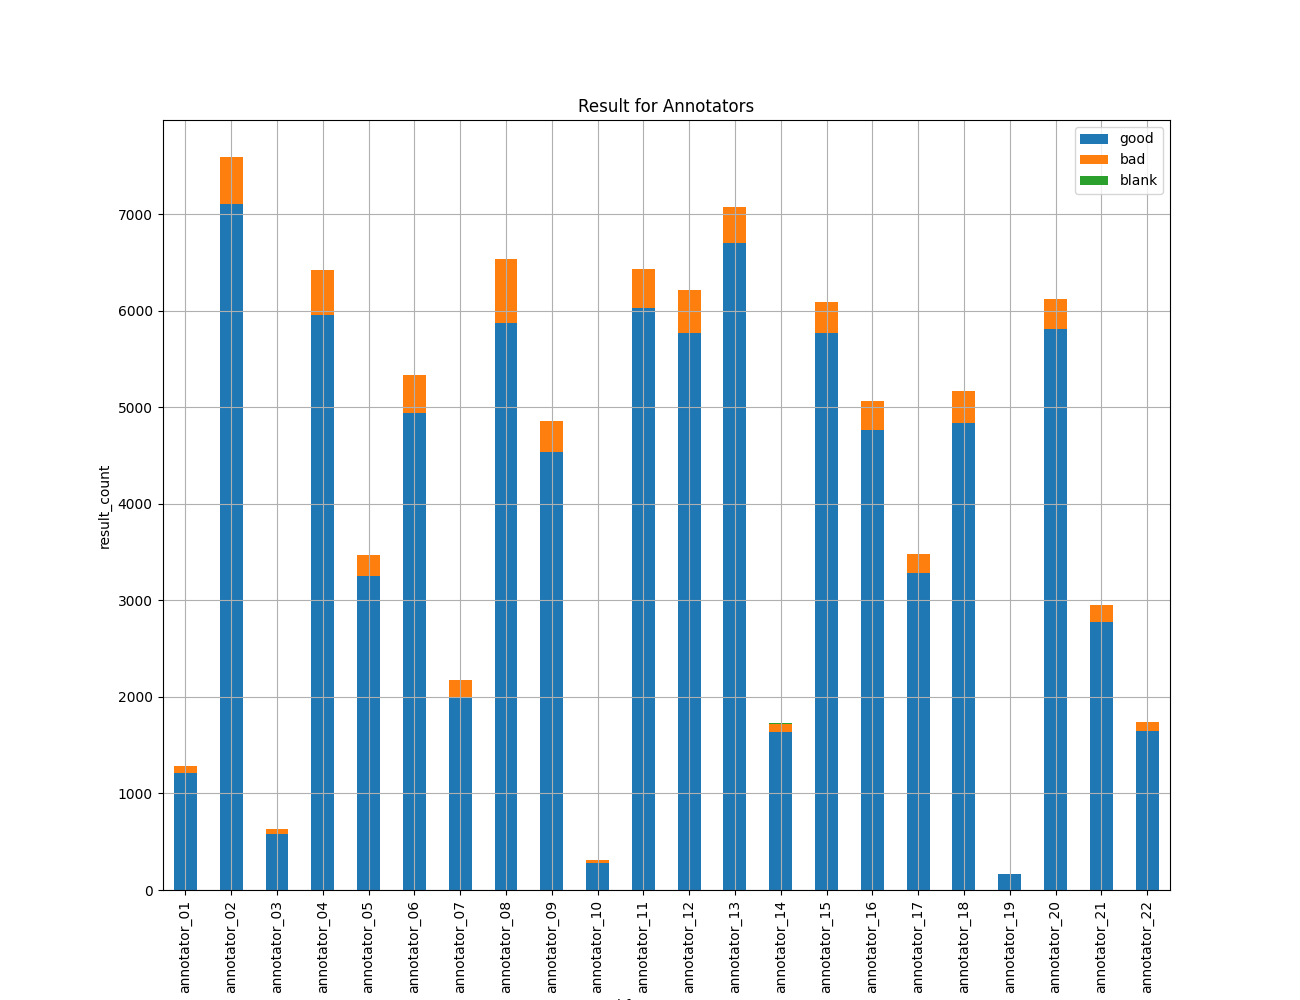 Result for Annotators
good
bad
blank
result_count
7000
6000
5000
4000
3000
2000
1000
0
annotator_01
annotator_02
annotator_03
annotator_04
annotator_05
annotator_06
annotator_07
annotator_08
annotator_09
annotator_10
annotator_11
annotator_12
annotator_13
annotator_14
annotator_15
annotator_16
annotator_17
annotator_18
annotator_19
annotator_20
annotator_21
annotator_22